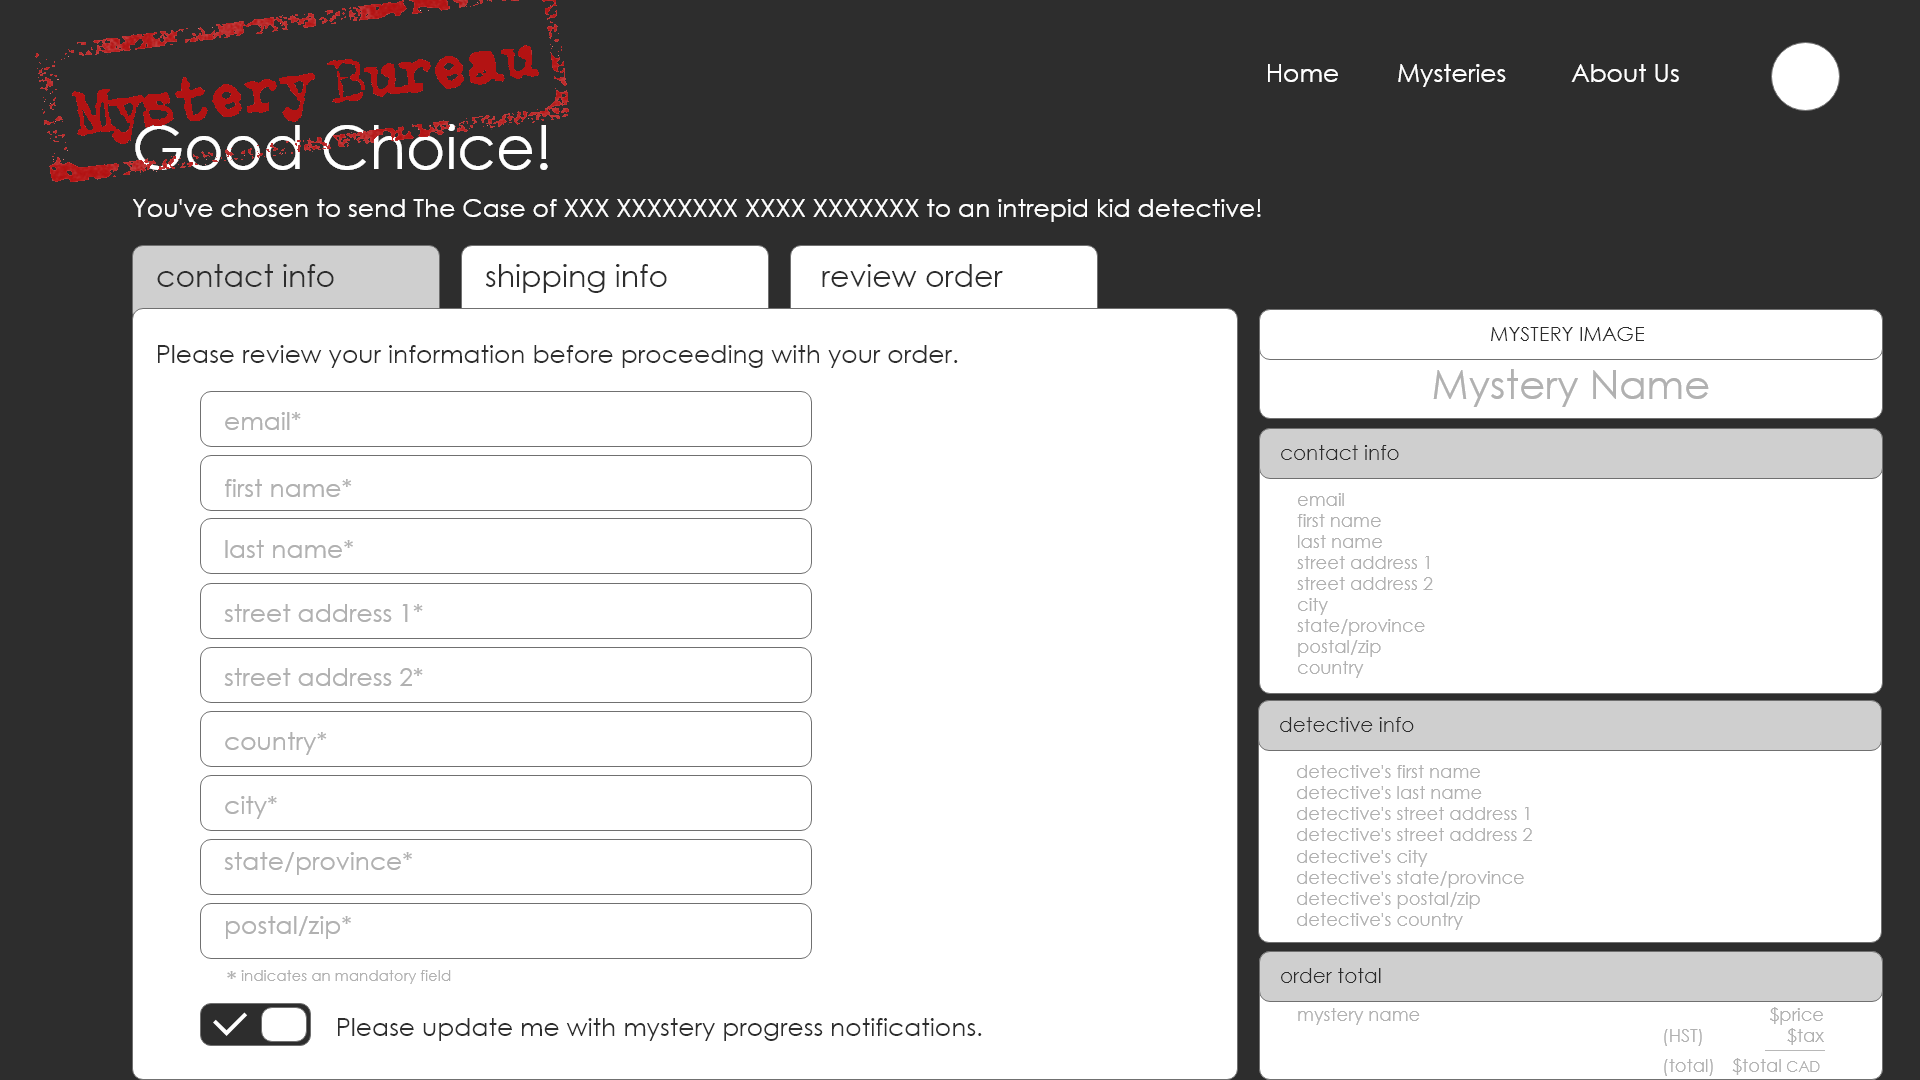 Mystery Bureau
Home Mysteries About Us
Good Choice!
You've chosen to send The Case of XXX XXXXXXXX XXXX XXXXXXX to an intrepid kid detective!
contact info
shipping info
review order
Please review your information before proceeding with your order.
email*
first name*
last name*
street address 1*
street address 2*
country*
city*
state/province*
postal/zip*
* indicates an mandatory field
Please update me with mystery progress notifications.
MYSTERY IMAGE
Mystery Name
contact info
email
first name
last name
street address 1
street address 2
city
state/province
postal/zip
country
detective info
detective's first name
detective's last name
detective's street address 1
detective's street address 2
detective's city
detective's state/province
detective's postal/zip
detective's country
order total
mystery name $price
(HST) $tax
(total) $total CAD